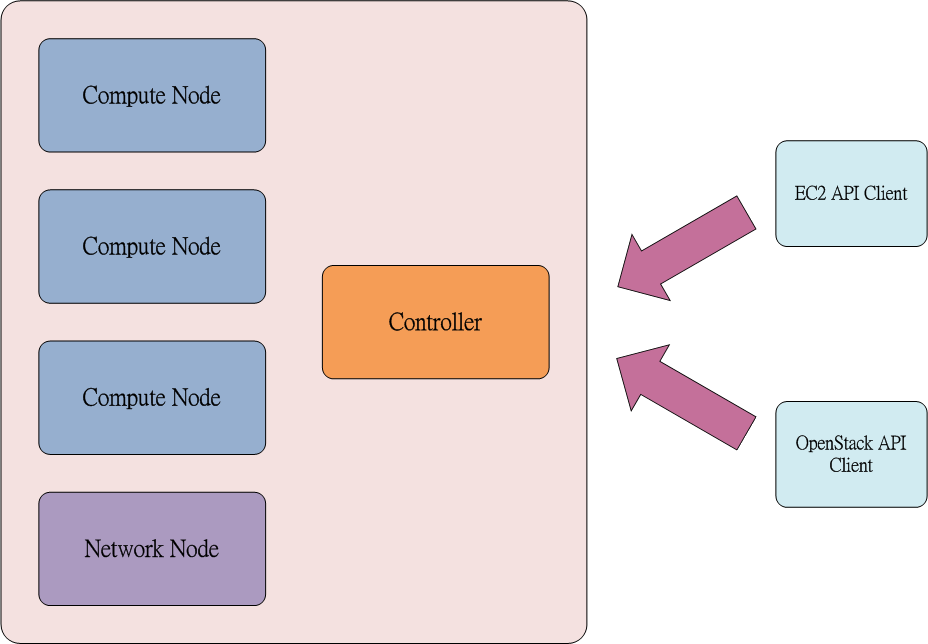 Compute Node
Compute Node
Compute Node
Network Node
Controller
EC2 API Client
OpenStack API
Client